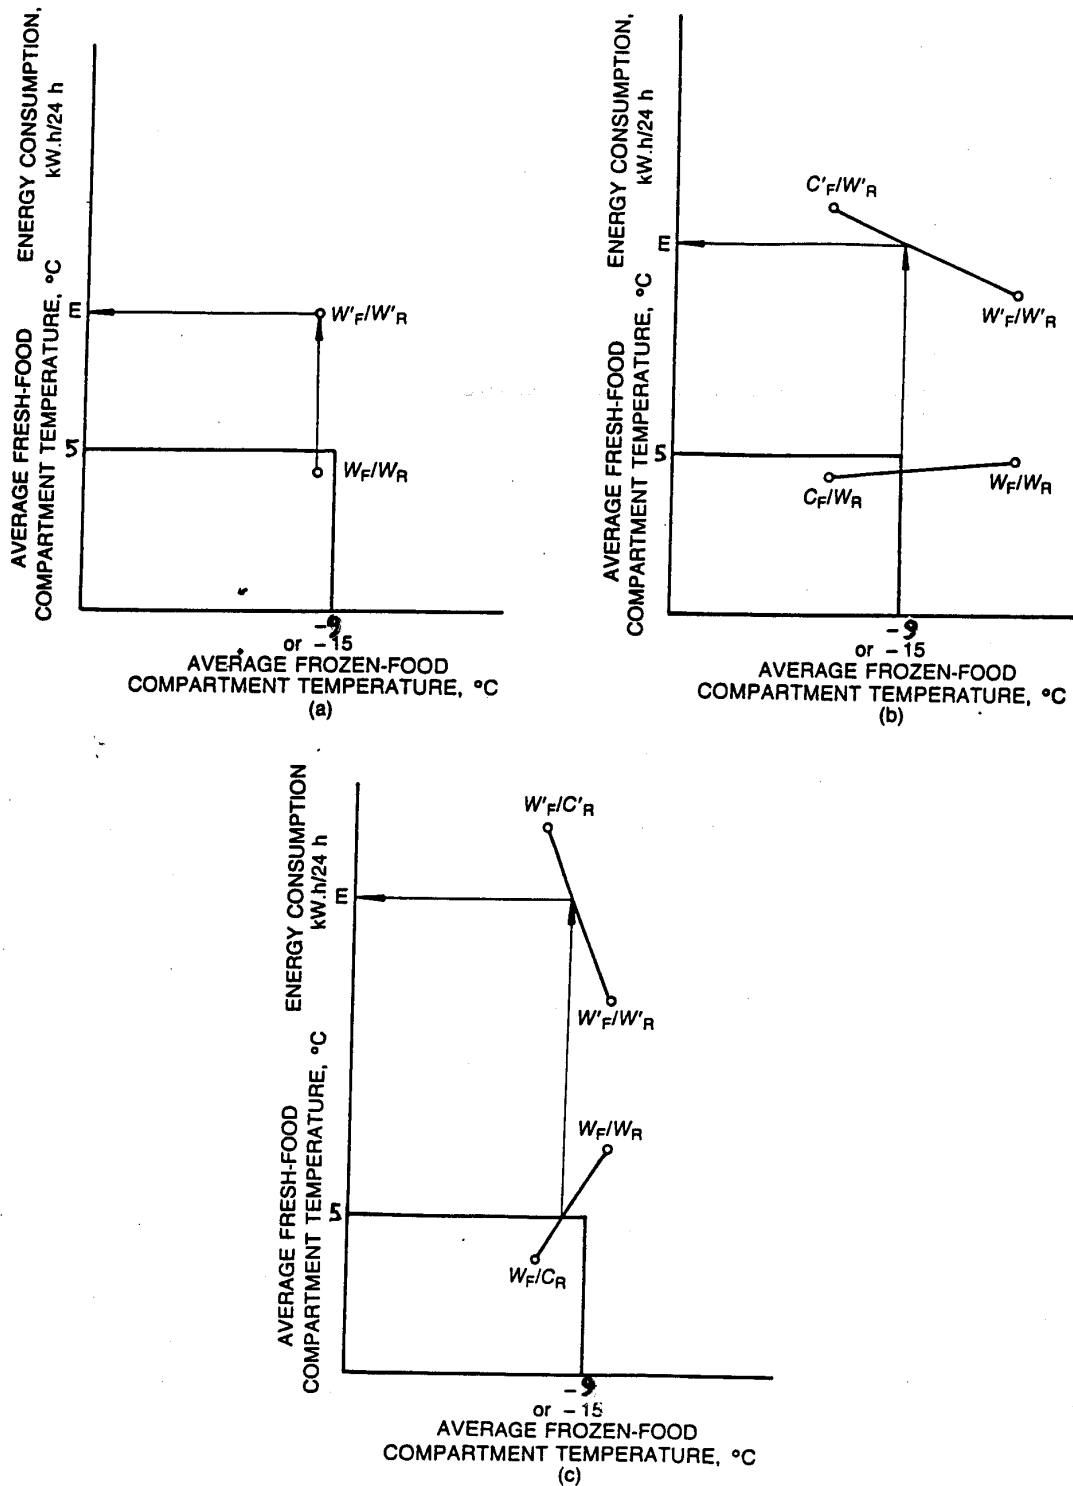 ENERGY CONSUMPTION,
kW.h/24 h
AVERAGE FRESH-FOOD
COMPARTMENT TEMPERATURE, °C
E
W'F/W'R
5
WF/WR
-9
or -15
AVERAGE FROZEN-FOOD
COMPARTMENT TEMPERATURE, °C
(a)
ENERGY CONSUMPTION,
kW.h/24 h
AVERAGE FRESH-FOOD
COMPARTMENT TEMPERATURE, °C
C'F/W'R
E
W'F/W'R
5
CF/WR
WF/WR
-9
or -15
AVERAGE FROZEN-FOOD
COMPARTMENT TEMPERATURE, °C
(b)
ENERGY CONSUMPTION
kW.h/24 h
AVERAGE FRESH-FOOD
COMPARTMENT TEMPERATURE, °C
W'F/C'R
E
W'F/W'R
WF/WR
5
WF/CR
-9
or -15
AVERAGE FROZEN-FOOD
COMPARTMENT TEMPERATURE, °C
(c)